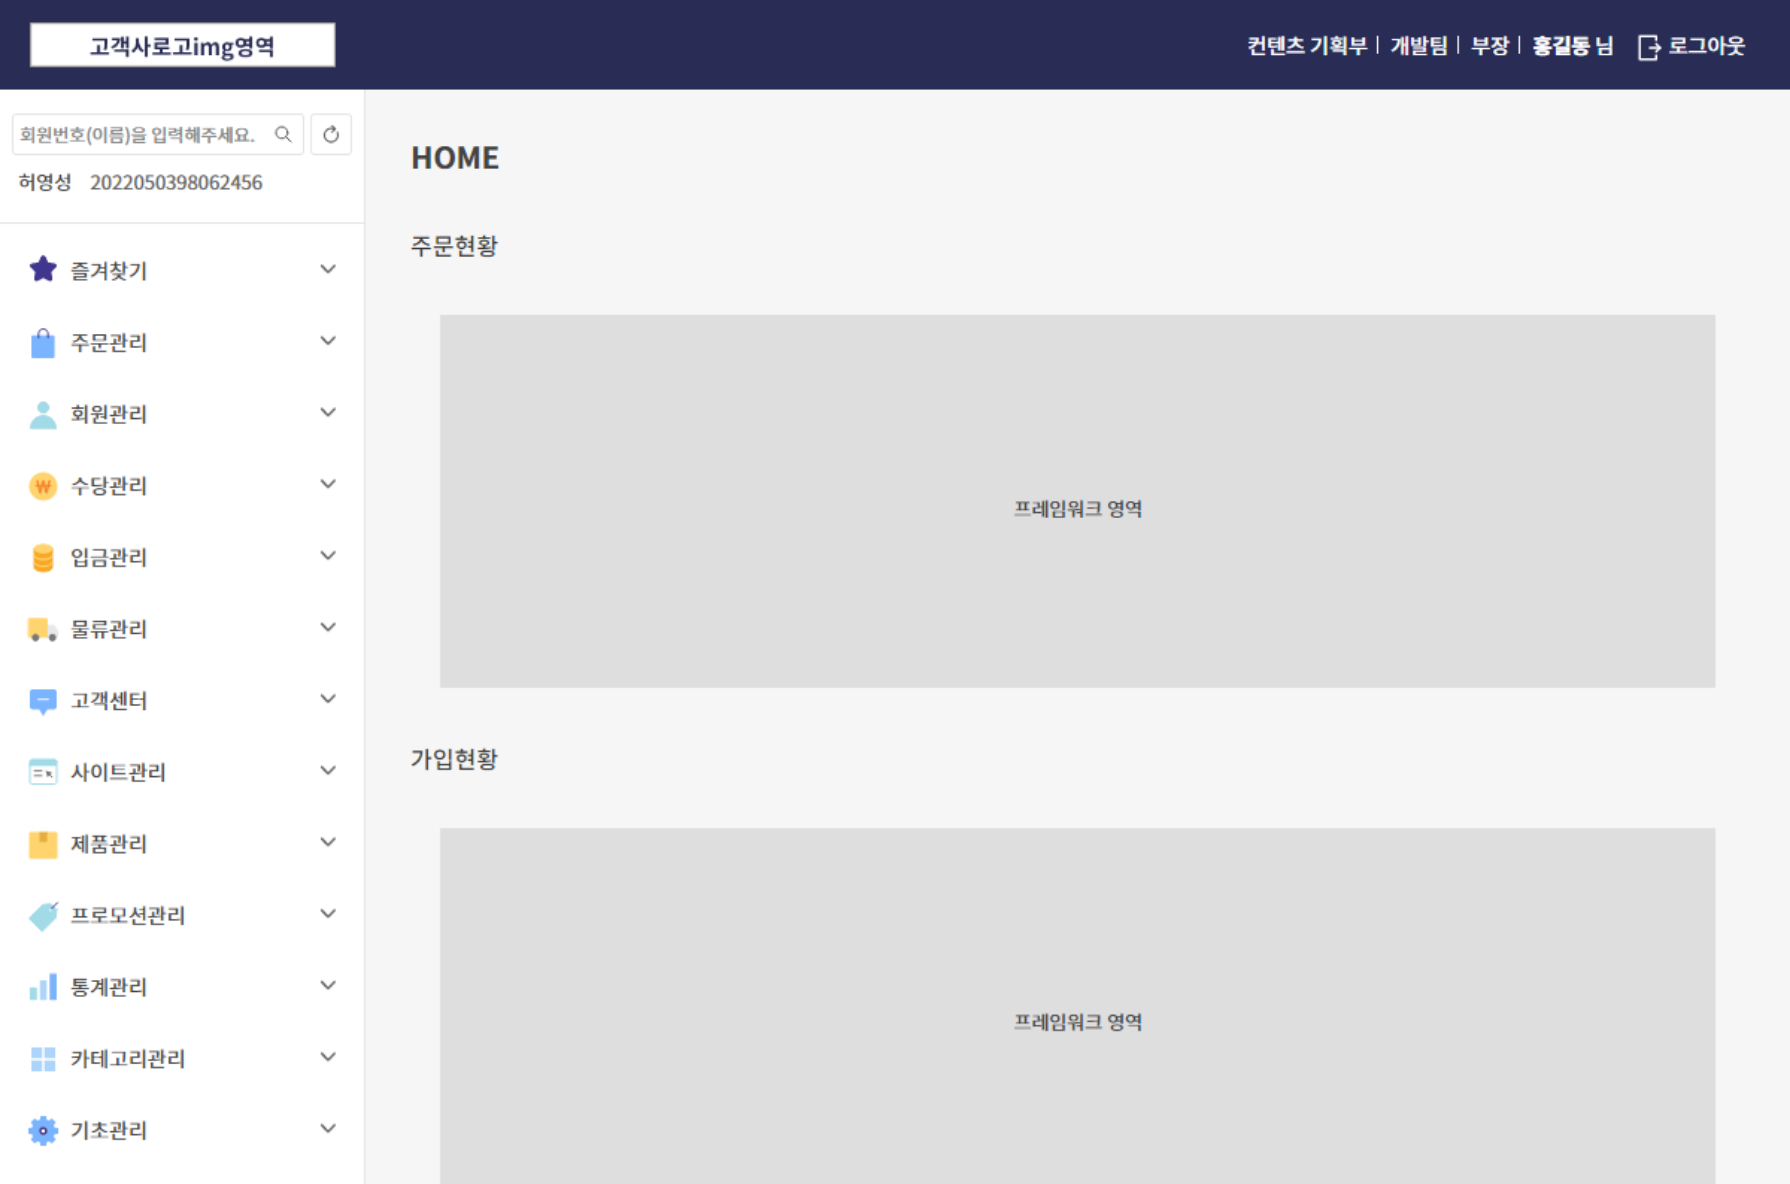 고객사로고img영역
컨텐츠 기획부 | 개발팀 | 부장 | 홍길동 님 로그아웃
회원번호(이름)을 입력해주세요.
허영성 2022050398062456
즐겨찾기
주문관리
회원관리
수당관리
입금관리
물류관리
고객센터
사이트관리
제품관리
프로모션관리
통계관리
카테고리관리
기초관리
HOME
주문현황
프레임워크 영역
가입현황
프레임워크 영역